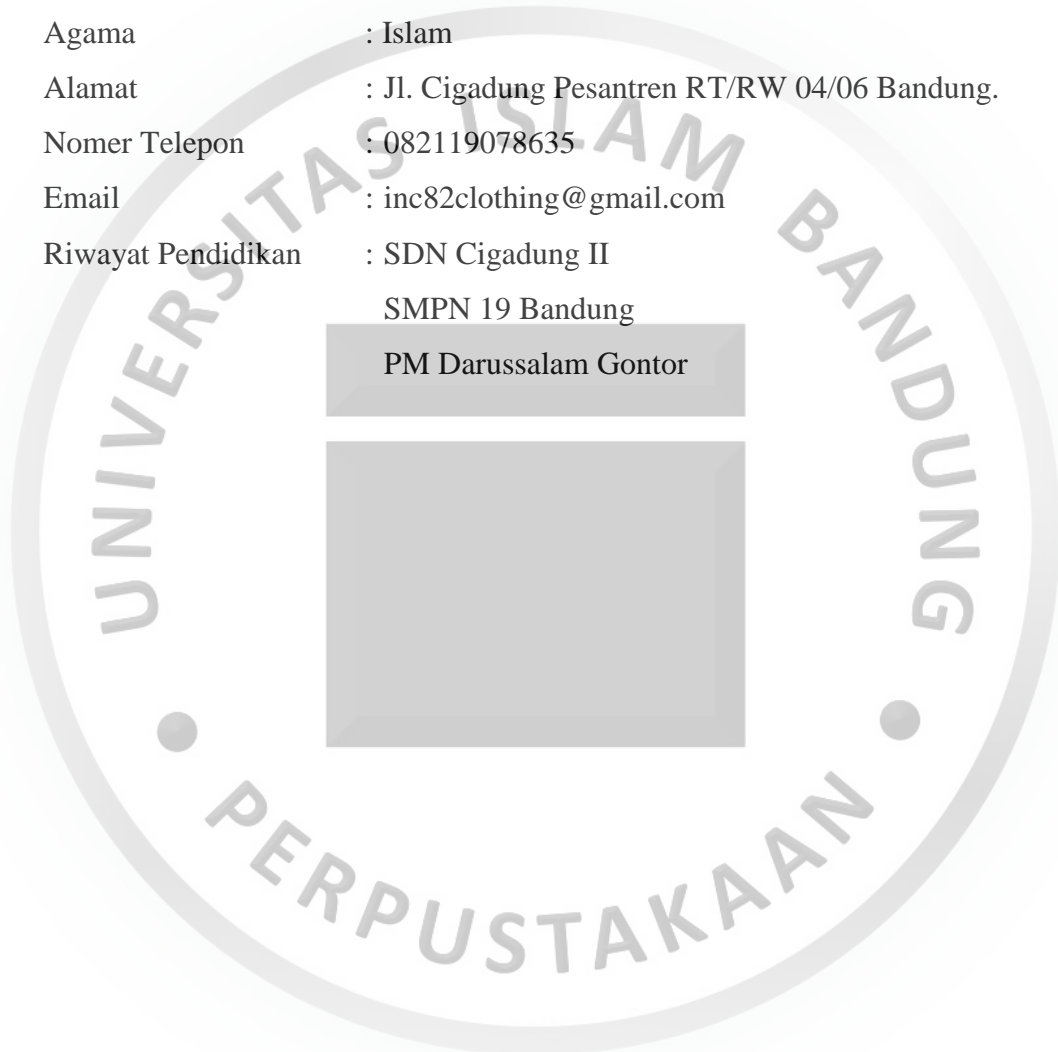 Agama : Islam
Alamat : Jl. Cigadung Pesantren RT/RW 04/06 Bandung.
Nomer Telepon : 082119078635
Email : inc82clothing@gmail.com
Riwayat Pendidikan : SDN Cigadung II
SMPN 19 Bandung
PM Darussalam Gontor
UNIVERSITAS ISLAM BANDUNG
PERPUSTAKAAN